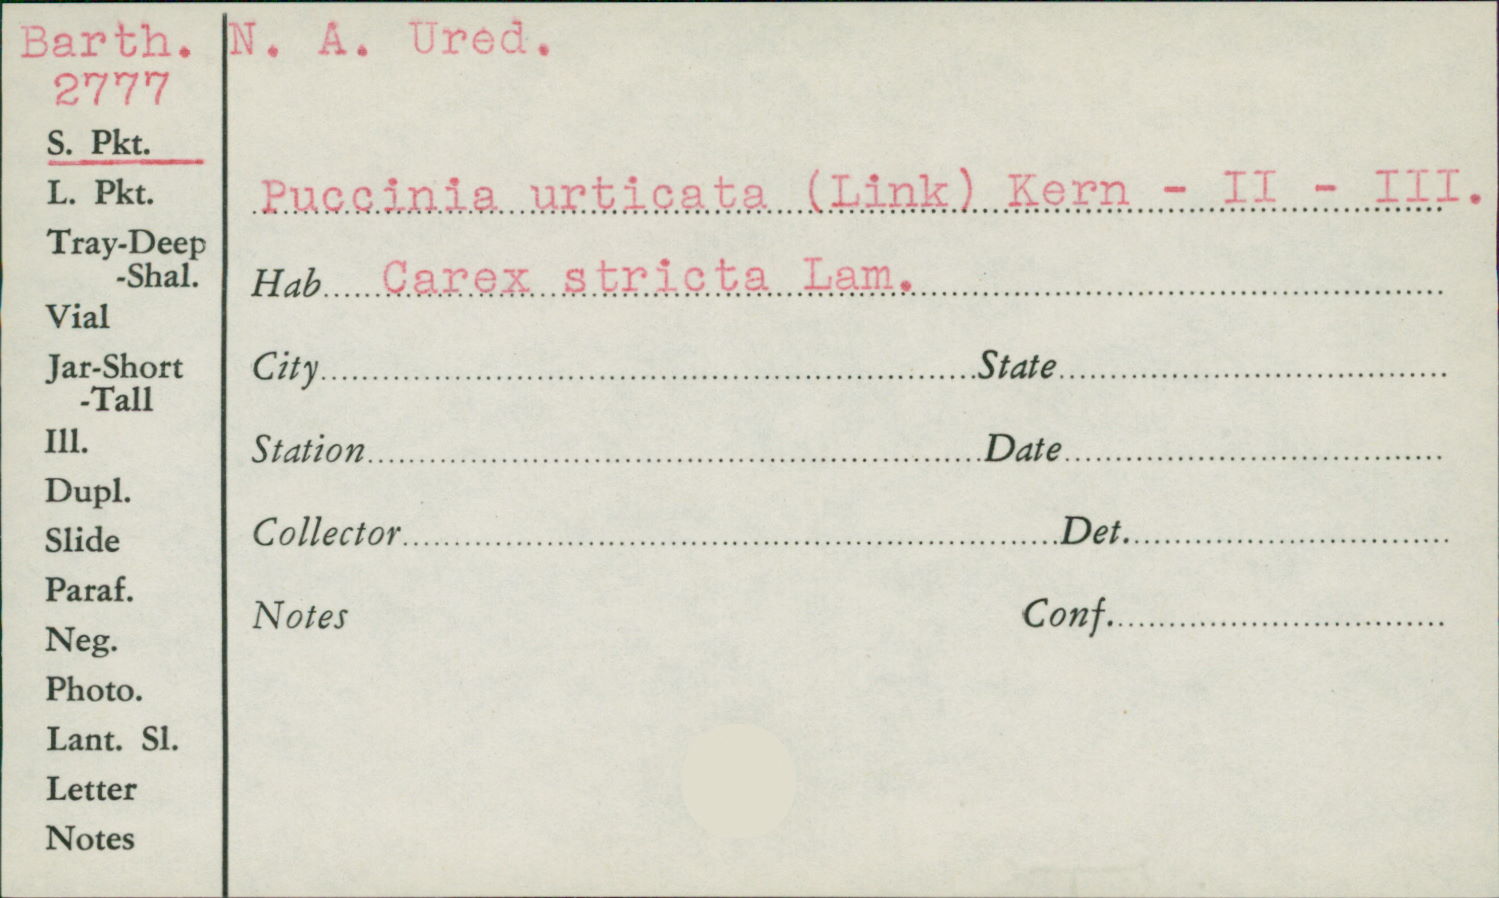 Barth. N. A. Ured.
2777
S. Pkt.
L. Pkt.
Tray-Deep
-Shal.
Vial
Jar-Short
-Tall
Ill.
Dupl.
Slide
Paraf.
Neg.
Photo.
Lant. Sl.
Letter
Notes
Puccinia urticata (Link) Kern - II - III.
Hab. Carex stricta Lam.
City State
Station Date
Collector Det.
Notes Conf.